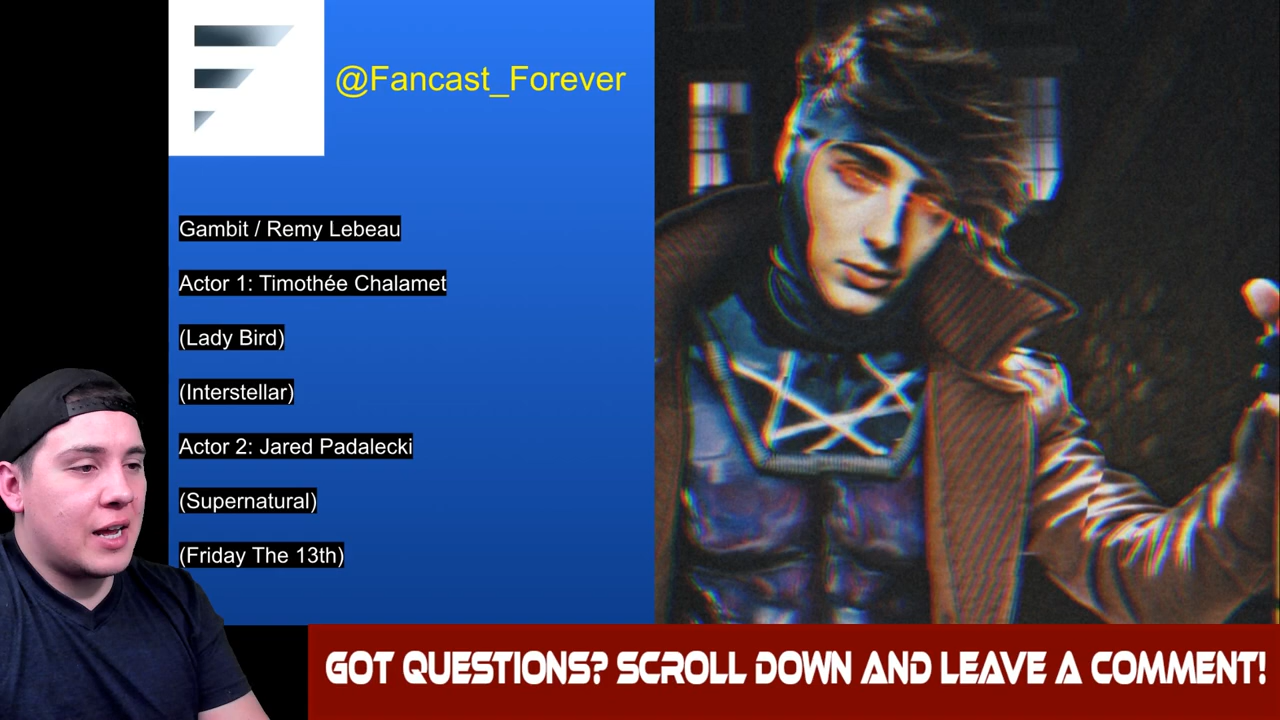 @Fancast_Forever
Gambit / Remy Lebeau
Actor 1: Timothée Chalamet
(Lady Bird)
(Interstellar)
Actor 2: Jared Padalecki
(Supernatural)
(Friday The 13th)
GOT QUESTIONS? SCROLL DOWN AND LEAVE A COMMENT!